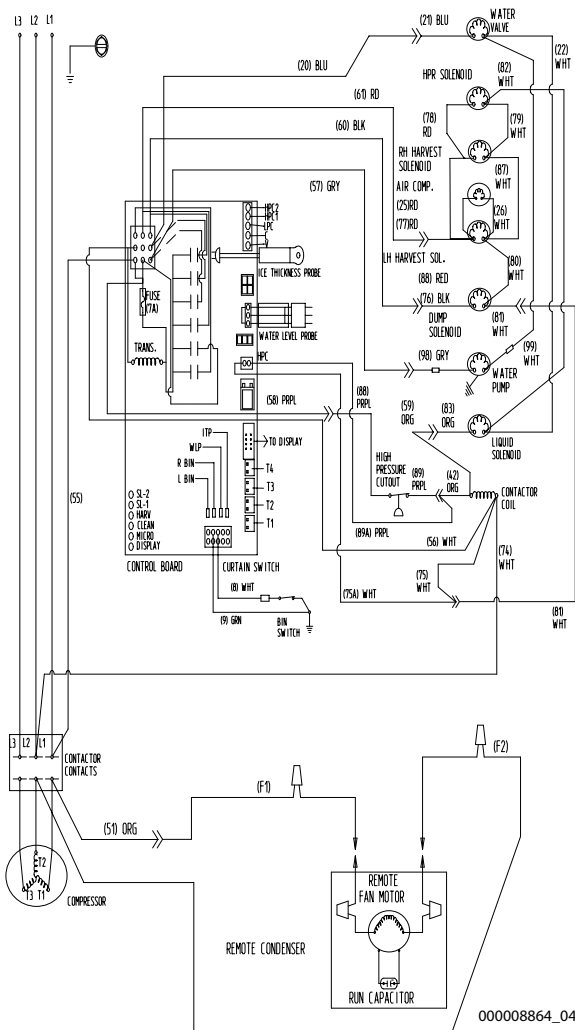 L3 L2 L1
(21) BLU
WATER
VALVE
(22)
WHT
(20) BLU
HPR SOLENOID
(82)
WHT
(61) RD
(60) BLK
(78)
RD
(79)
WHT
RH HARVEST
SOLENOID
(57) GRY
(87)
WHT
AIR COMP.
(25)RD
(77)RD
(26)
WHT
LH HARVEST SOL.
(80)
WHT
HPC2
HPC1
LPC
ICE THICKNESS PROBE
(88) RED
(76) BLK
DUMP
SOLENOID
(81)
WHT
FUSE
(7A)
WATER LEVEL PROBE
TRANS.
HPC
(98) GRY
(99)
WHT
WATER
PUMP
(58) PRPL
(88)
PRPL
(59)
ORG
(83)
ORG
LIQUID
SOLENOID
TO DISPLAY
ITP
WLP
R BIN
L BIN
T4
T3
T2
T1
HIGH
PRESSURE
CUTOUT
(89)
PRPL
(42)
ORG
CONTACTOR
COIL
(55)
SL-2
SL-1
HARV
CLEAN
MICRO
DISPLAY
(89A) PRPL
(56) WHT
(74)
WHT
CONTROL BOARD
CURTAIN SWITCH
(8) WHT
(9) GRN
BIN
SWITCH
(75)
WHT
(75A) WHT
(81)
WHT
L3 L2 L1
CONTACTOR
CONTACTS
(F1)
(F2)
(51) ORG
T2
T3 T1
COMPRESSOR
REMOTE
FAN MOTOR
REMOTE CONDENSER
RUN CAPACITOR
000008864_04